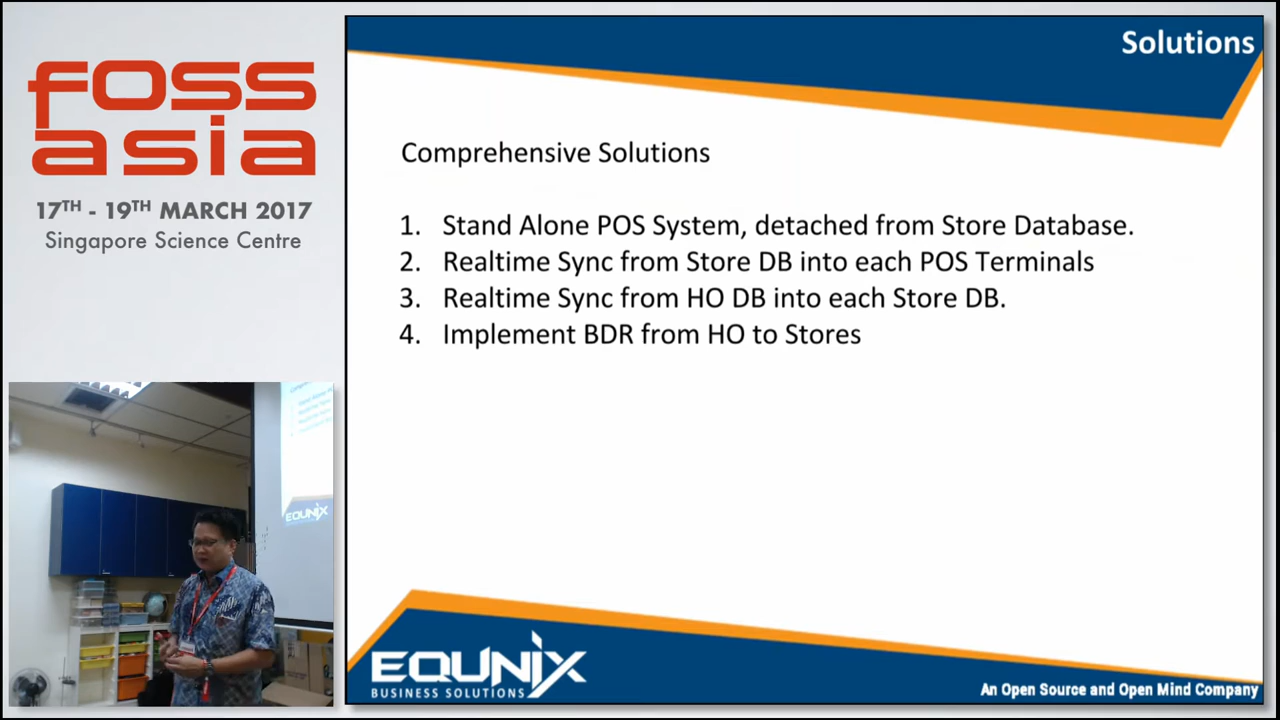 foss
asia
17TH - 19TH MARCH 2017
Singapore Science Centre
Solutions
Comprehensive Solutions
1. Stand Alone POS System, detached from Store Database.
2. Realtime Sync from Store DB into each POS Terminals
3. Realtime Sync from HO DB into each Store DB.
4. Implement BDR from HO to Stores
EQUNIX
BUSINESS SOLUTIONS
An Open Source and Open Mind Company
EQUNIX